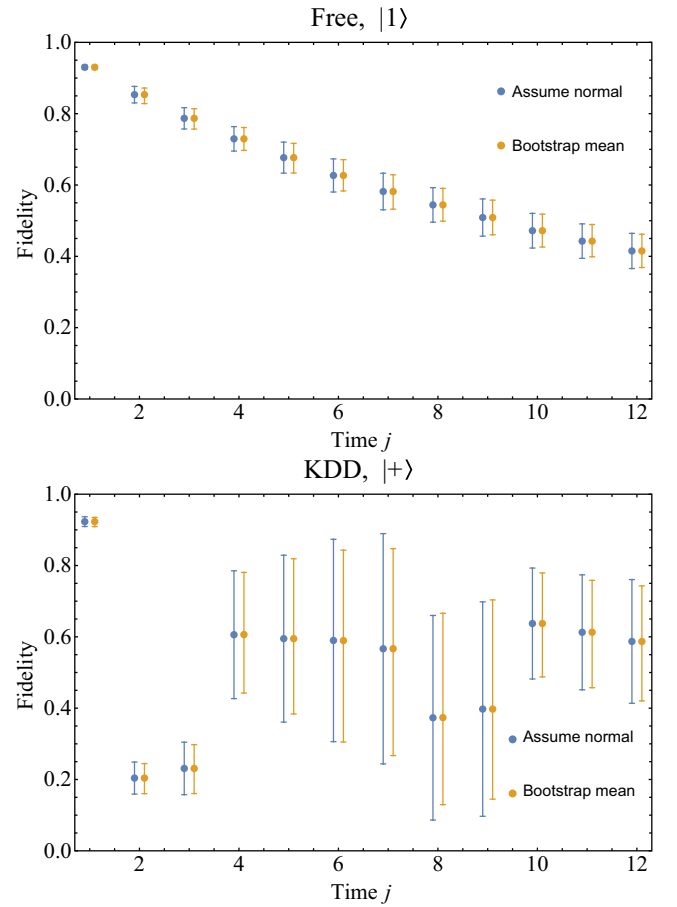 Free, |1⟩
1.0
0.8
0.6
0.4
0.2
0.0
Fidelity
Assume normal
Bootstrap mean
2 4 6 8 10 12
Time j
KDD, |+⟩
1.0
0.8
0.6
0.4
0.2
0.0
Fidelity
Assume normal
Bootstrap mean
2 4 6 8 10 12
Time j